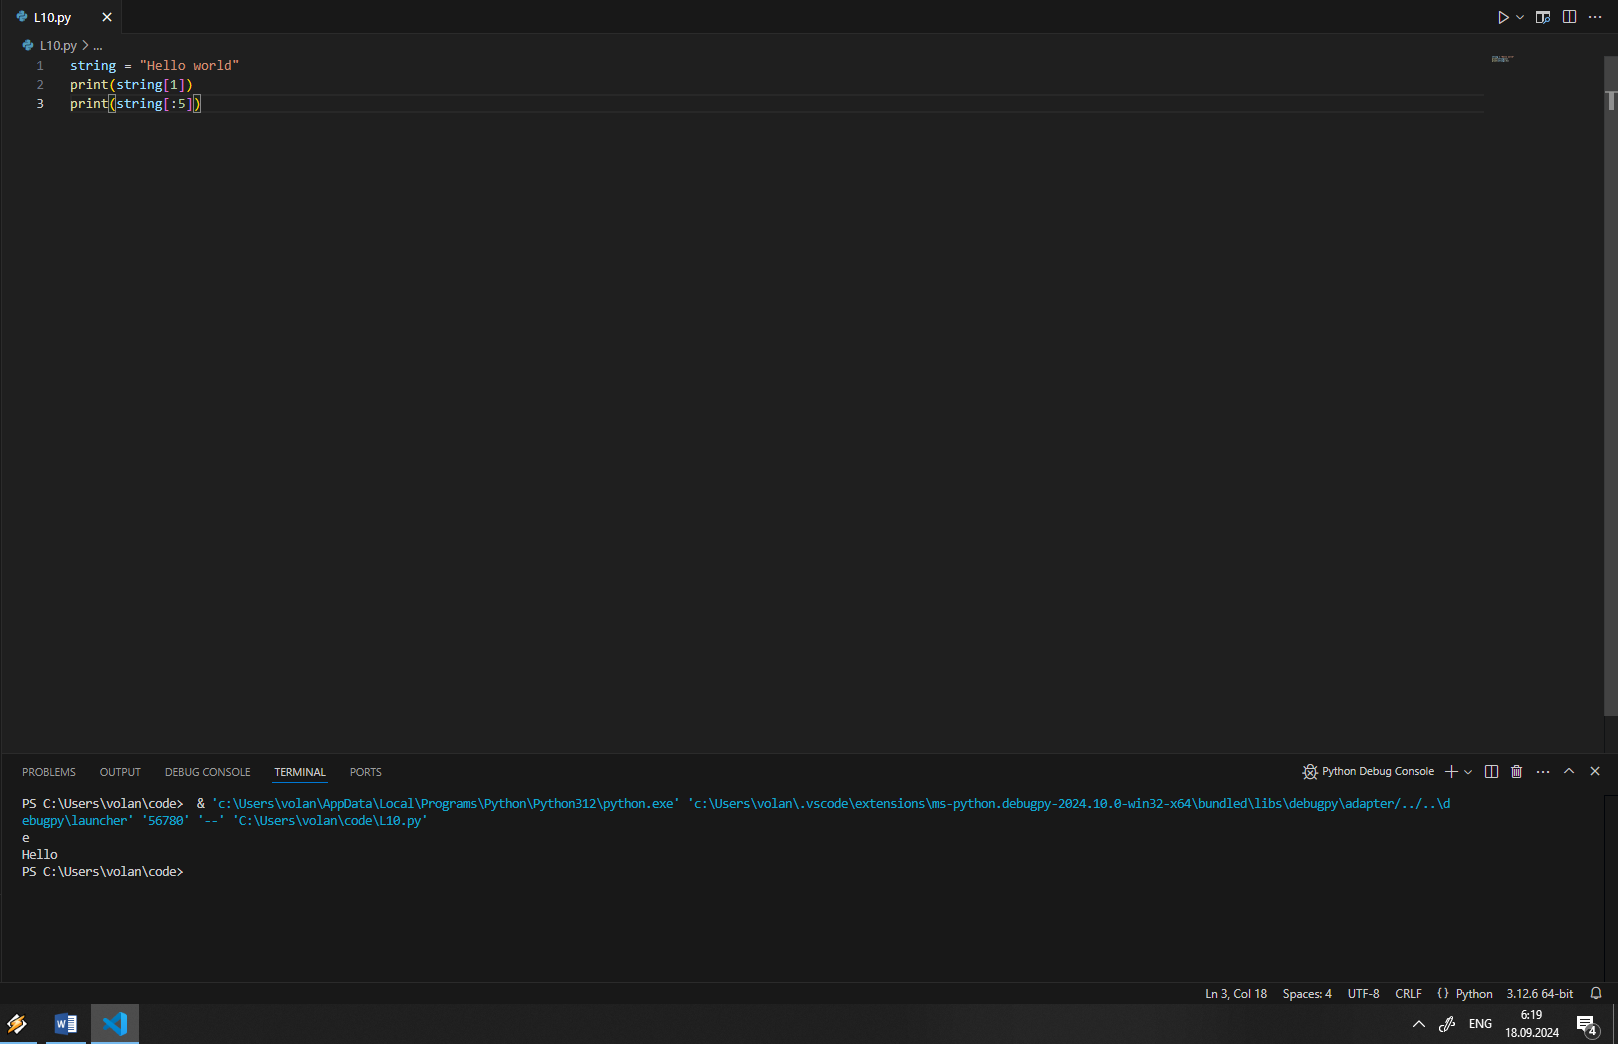 L10.py
L10.py > ...
1 string = "Hello world"
2 print(string[1])
3 print(string[:5])
PROBLEMS OUTPUT DEBUG CONSOLE TERMINAL PORTS
Python Debug Console
PS C:\Users\volan\code>  & 'c:\Users\volan\AppData\Local\Programs\Python\Python312\python.exe' 'c:\Users\volan\.vscode\extensions\ms-python.debugpy-2024.10.0-win32-x64\bundled\libs\debugpy\adapter/../..\d
ebugpy\launcher' '56780' '--' 'C:\Users\volan\code\L10.py'
e
Hello
PS C:\Users\volan\code>
Ln 3, Col 18 Spaces: 4 UTF-8 CRLF {} Python 3.12.6 64-bit
W ENG 6:19
18.09.2024 4